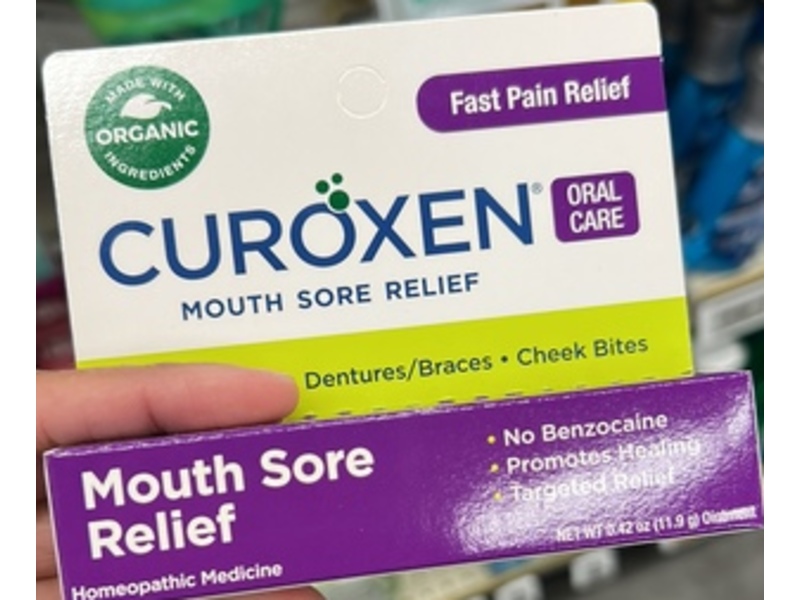 MADE WITH
ORGANIC
INGREDIENTS
Fast Pain Relief
CUROXEN®
ORAL
CARE
MOUTH SORE RELIEF
Dentures/Braces • Cheek Bites
Mouth Sore
Relief
• No Benzocaine
• Promotes Healing
• Targeted Relief
NET WT 0.42 oz (11.9 g) Ointment
Homeopathic Medicine